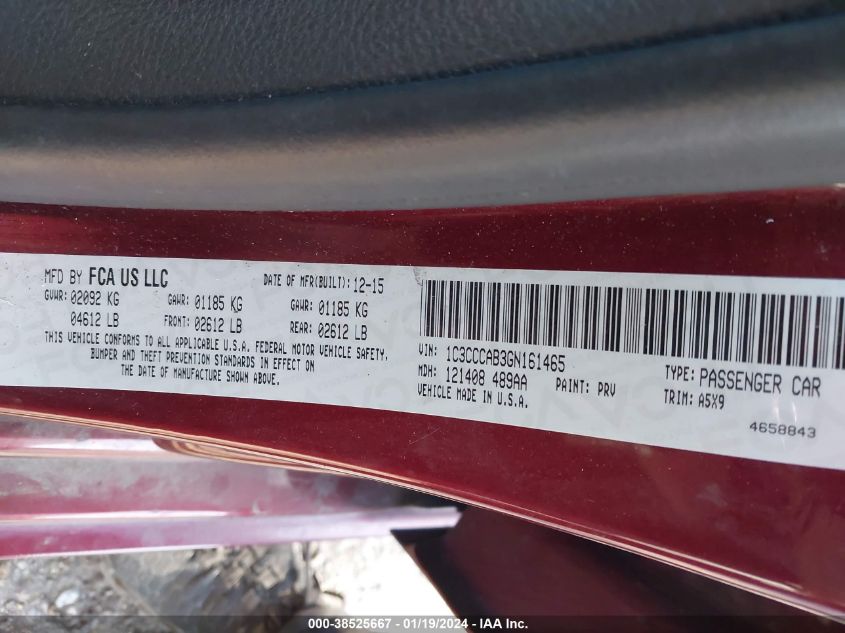 MFD BY FCA US LLC
DATE OF MFR(BUILT): 12-15
GVWR: 02092 KG
GAWR: 01185 KG
GAWR: 01185 KG
04612 LB
FRONT: 02612 LB
REAR: 02612 LB
THIS VEHICLE CONFORMS TO ALL APPLICABLE U.S.A. FEDERAL MOTOR VEHICLE SAFETY,
BUMPER AND THEFT PREVENTION STANDARDS IN EFFECT ON
THE DATE OF MANUFACTURE SHOWN ABOVE.
VIN: 1C3CCCAB3GN161465
TYPE: PASSENGER CAR
MDH: 121408 489AA
PAINT: PRV
TRIM: A5X9
VEHICLE MADE IN U.S.A.
4658843
000-38525667 - 01/19/2024 - IAA Inc.